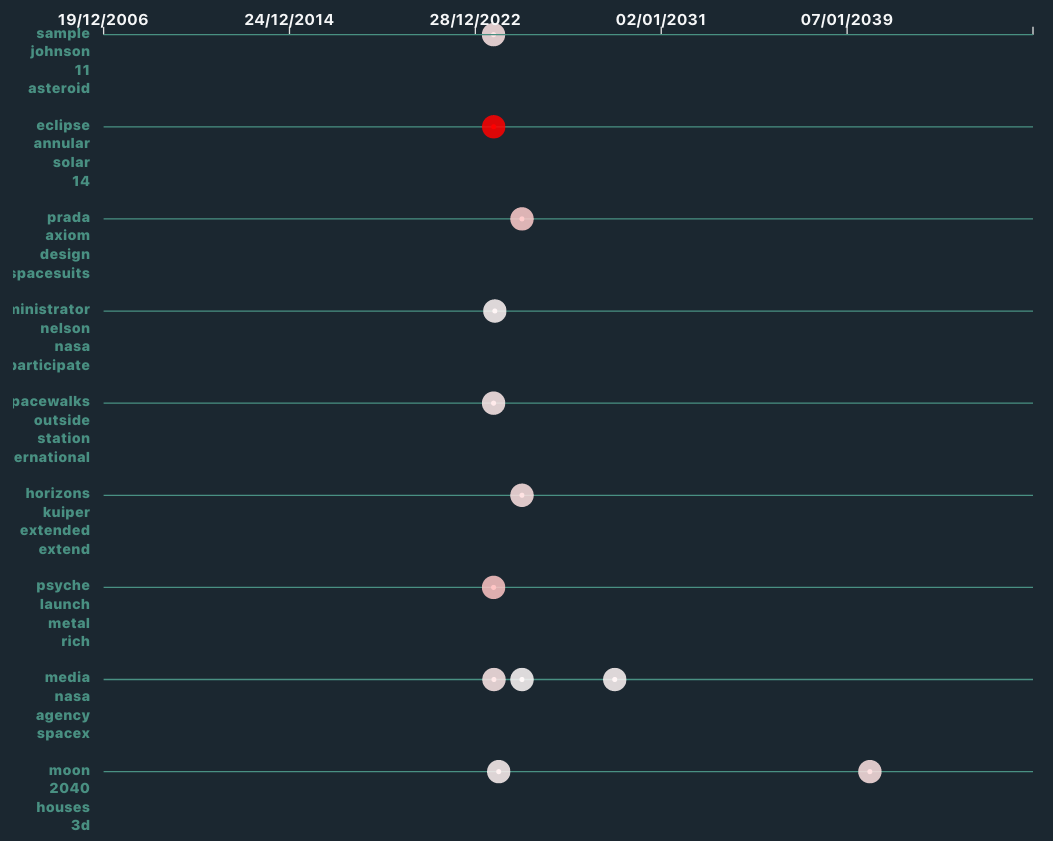 19/12/2006 24/12/2014 28/12/2022 02/01/2031 07/01/2039
sample
johnson
11
asteroid
eclipse
annular
solar
14
prada
axiom
design
spacesuits
ministrator
nelson
nasa
participate
pacewalks
outside
station
ernational
horizons
kuiper
extended
extend
psyche
launch
metal
rich
media
nasa
agency
spacex
moon
2040
houses
3d